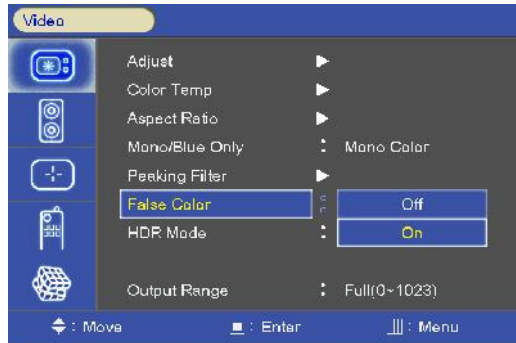 Video
Adjust
Color Temp
Aspect Ratio
Mono/Blue Only : Mono Color
Peaking Filter
False Color : Off
On
HDR Mode :
Output Range : Full(0~1023)
: Move : Enter : Menu